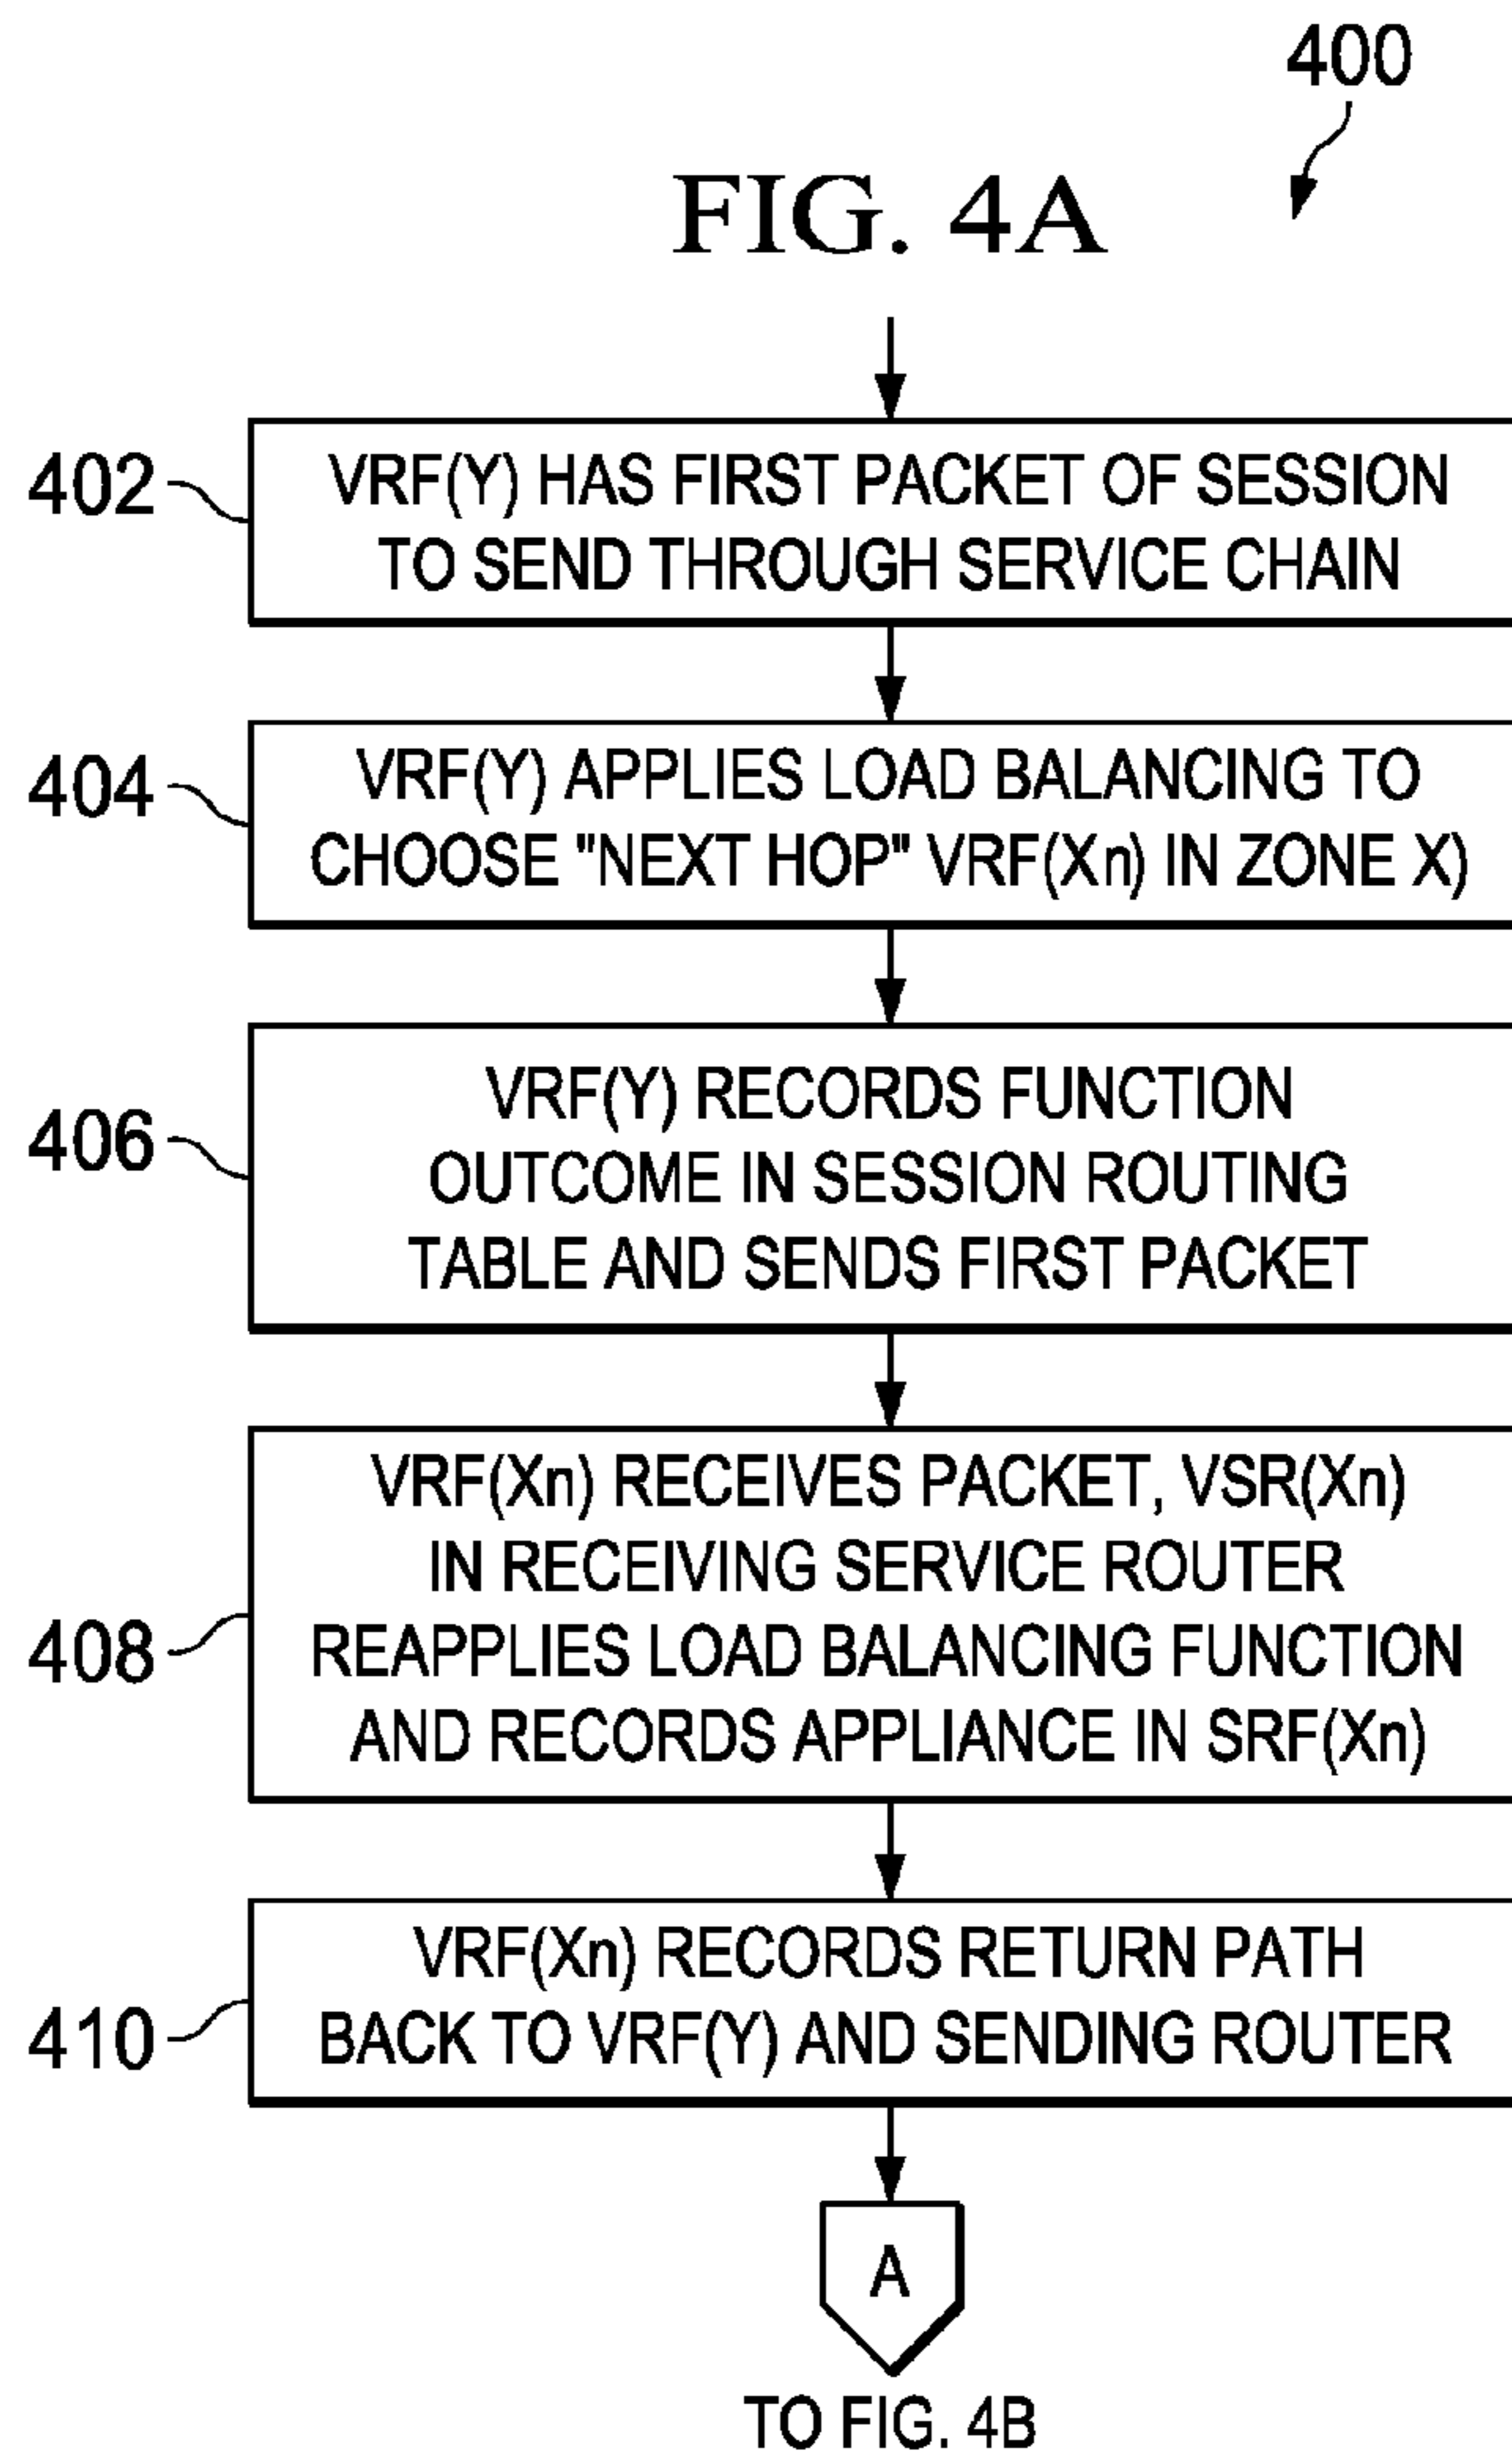 400
FIG. 4A
402
VRF(Y) HAS FIRST PACKET OF SESSION
TO SEND THROUGH SERVICE CHAIN
404
VRF(Y) APPLIES LOAD BALANCING TO
CHOOSE "NEXT HOP" VRF(Xn) IN ZONE X)
406
VRF(Y) RECORDS FUNCTION
OUTCOME IN SESSION ROUTING
TABLE AND SENDS FIRST PACKET
408
VRF(Xn) RECEIVES PACKET, VSR(Xn)
IN RECEIVING SERVICE ROUTER
REAPPLIES LOAD BALANCING FUNCTION
AND RECORDS APPLIANCE IN SRF(Xn)
410
VRF(Xn) RECORDS RETURN PATH
BACK TO VRF(Y) AND SENDING ROUTER
A
TO FIG. 4B